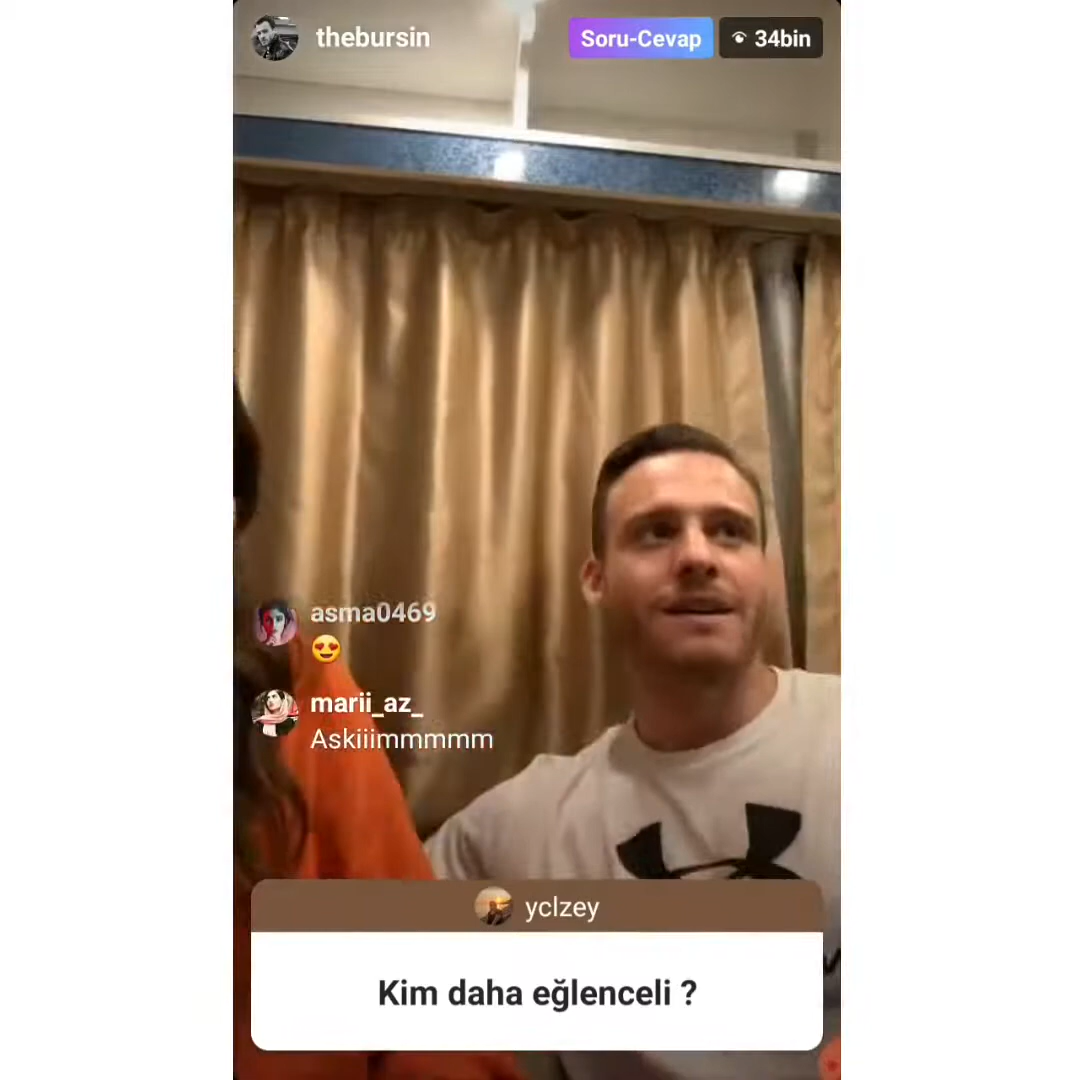 thebursin
Soru-Cevap
34bin
asma0469
😍
marii_az_
Askiiimmmmm
yclzey
Kim daha eğlenceli ?